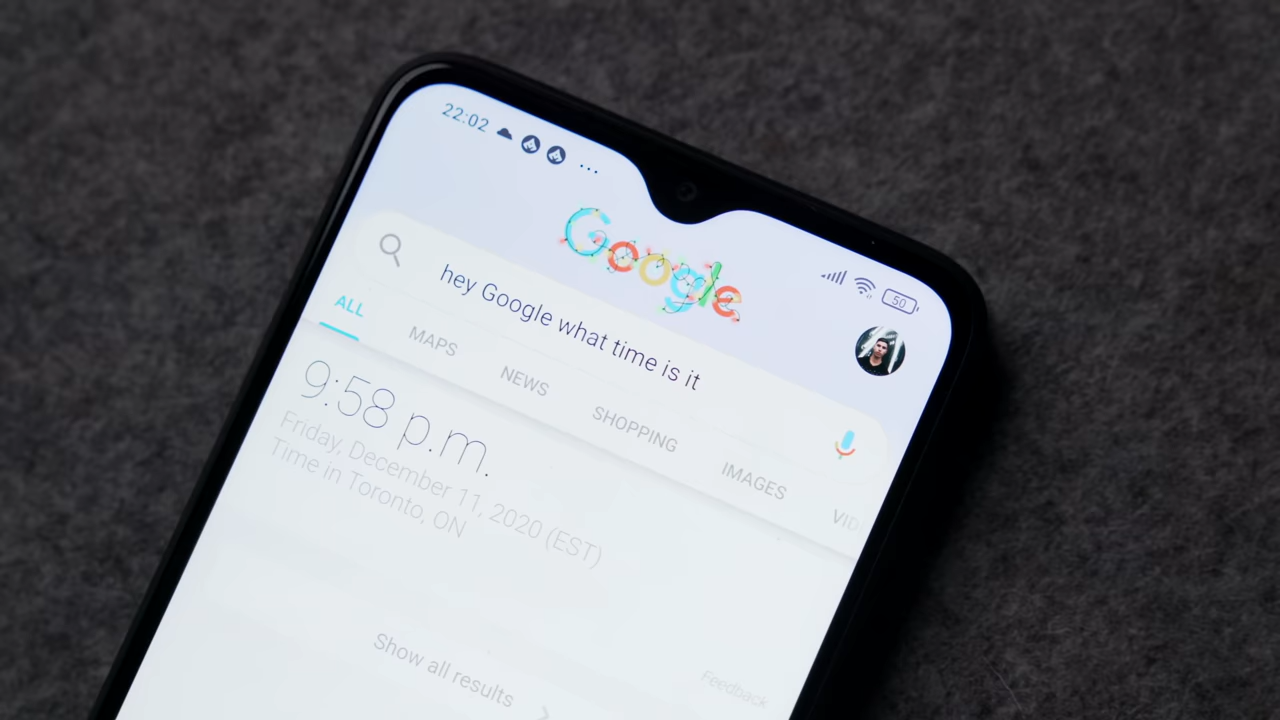 22:02
50
Google
hey Google what time is it
ALL MAPS NEWS SHOPPING IMAGES VID
9:58 p.m.
Friday, December 11, 2020 (EST)
Time in Toronto, ON
Feedback
Show all results